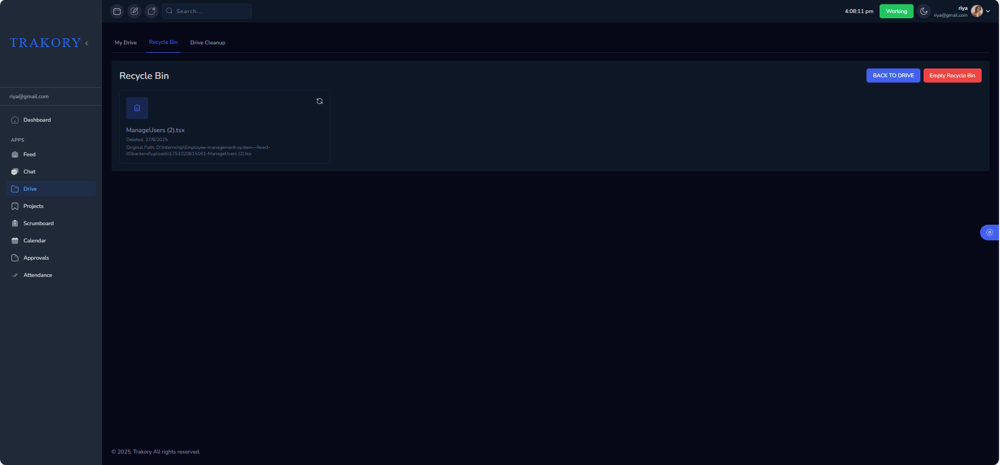 Search...
4:08:11 pm
Working
riya
riya@gmail.com
TRAKORY
riya@gmail.com
Dashboard
APPS
Feed
Chat
Drive
Projects
Scrumboard
Calendar
Approvals
Attendance
My Drive
Recycle Bin
Drive Cleanup
Recycle Bin
BACK TO DRIVE
Empty Recycle Bin
ManageUsers (2).tsx
Deleted: 27/6/2025
Original Path: D:\Internship\Employee-management-system--React-
JS\backend\uploads\1751020615161-ManageUsers (2).tsx
© 2025. Trakory All rights reserved.